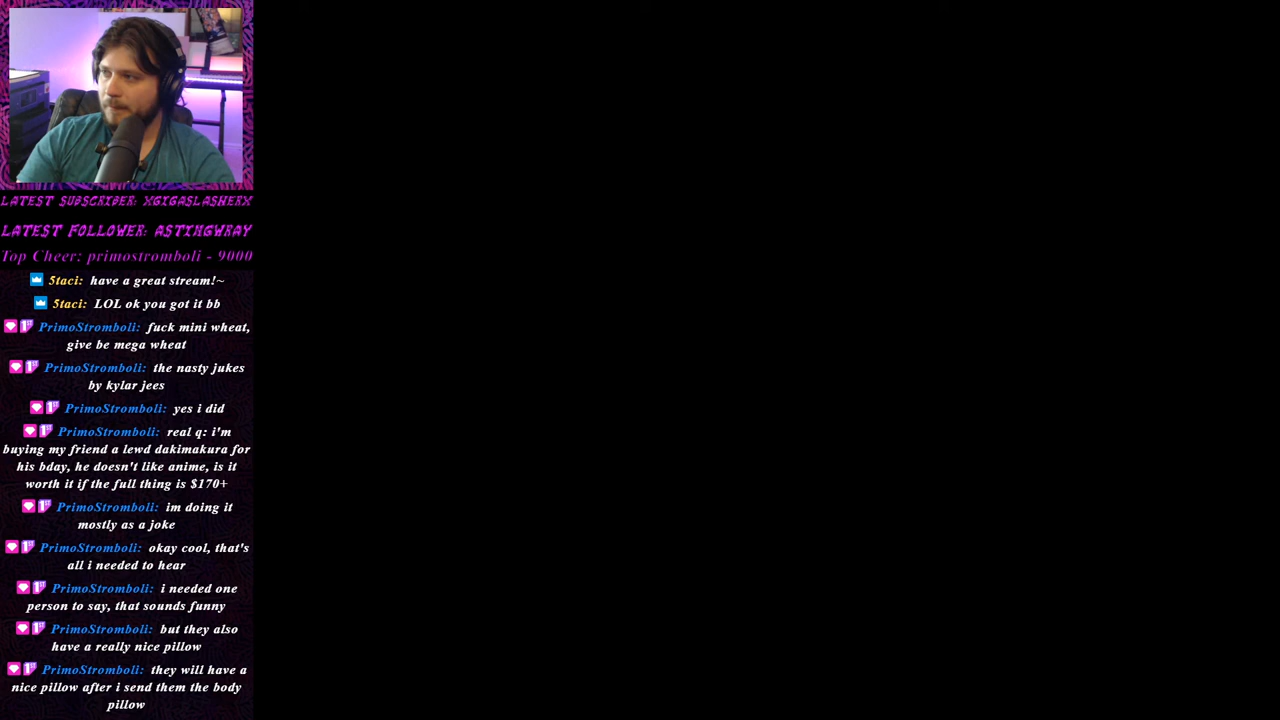 LATEST SUBSCRIBER: XGIGASLASHERX
LATEST FOLLOWER: ASTINGWRAY
Top Cheer: primostromboli - 9000
5taci: have a great stream!~
5taci: LOL ok you got it bb
PrimoStromboli: fuck mini wheat,
give be mega wheat
PrimoStromboli: the nasty jukes
by kylar jees
PrimoStromboli: yes i did
PrimoStromboli: real q: i'm
buying my friend a lewd dakimakura for
his bday, he doesn't like anime, is it
worth it if the full thing is $170+
PrimoStromboli: im doing it
mostly as a joke
PrimoStromboli: okay cool, that's
all i needed to hear
PrimoStromboli: i needed one
person to say, that sounds funny
PrimoStromboli: but they also
have a really nice pillow
PrimoStromboli: they will have a
nice pillow after i send them the body
pillow